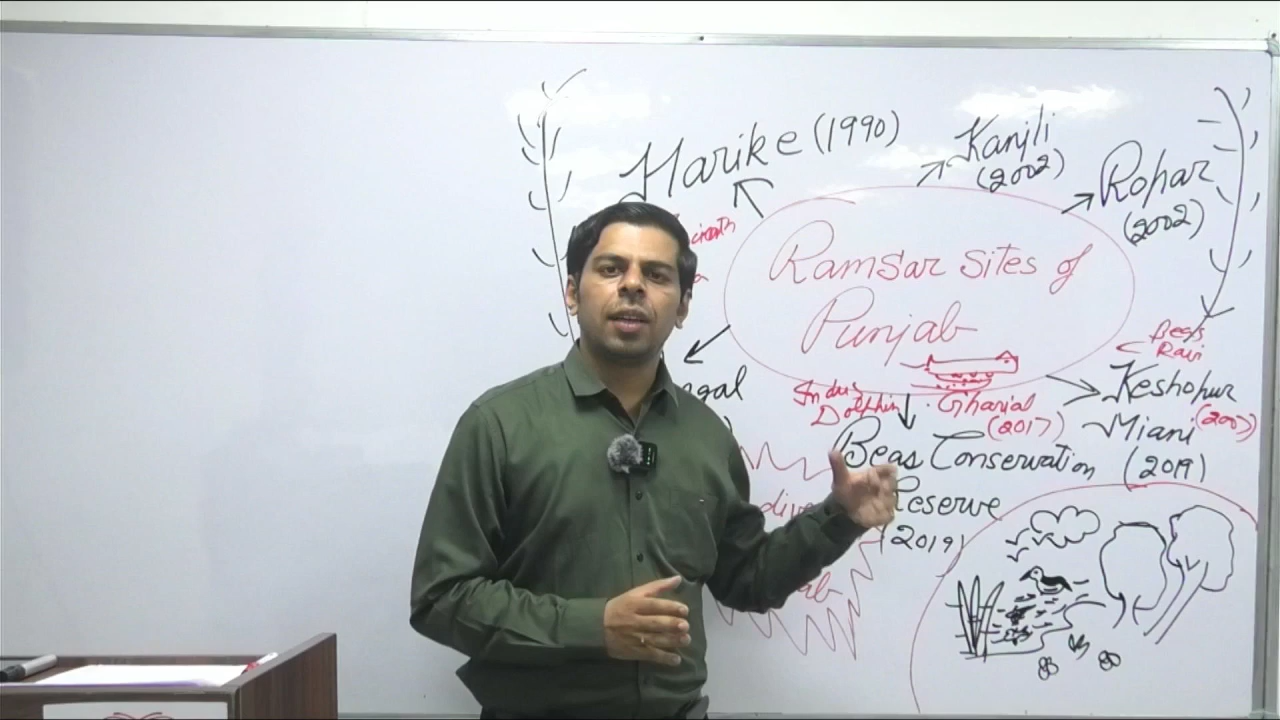 Harike (1990)
Kanjli
(2002)
Ropar
(2002)
Ramsar Sites of
Punjab
Beas
Ravi
Keshopur
Miani (2007)
(2019)
Indus
Dolphin
Gharial
(2017)
Beas Conservation
Reserve
(2019)